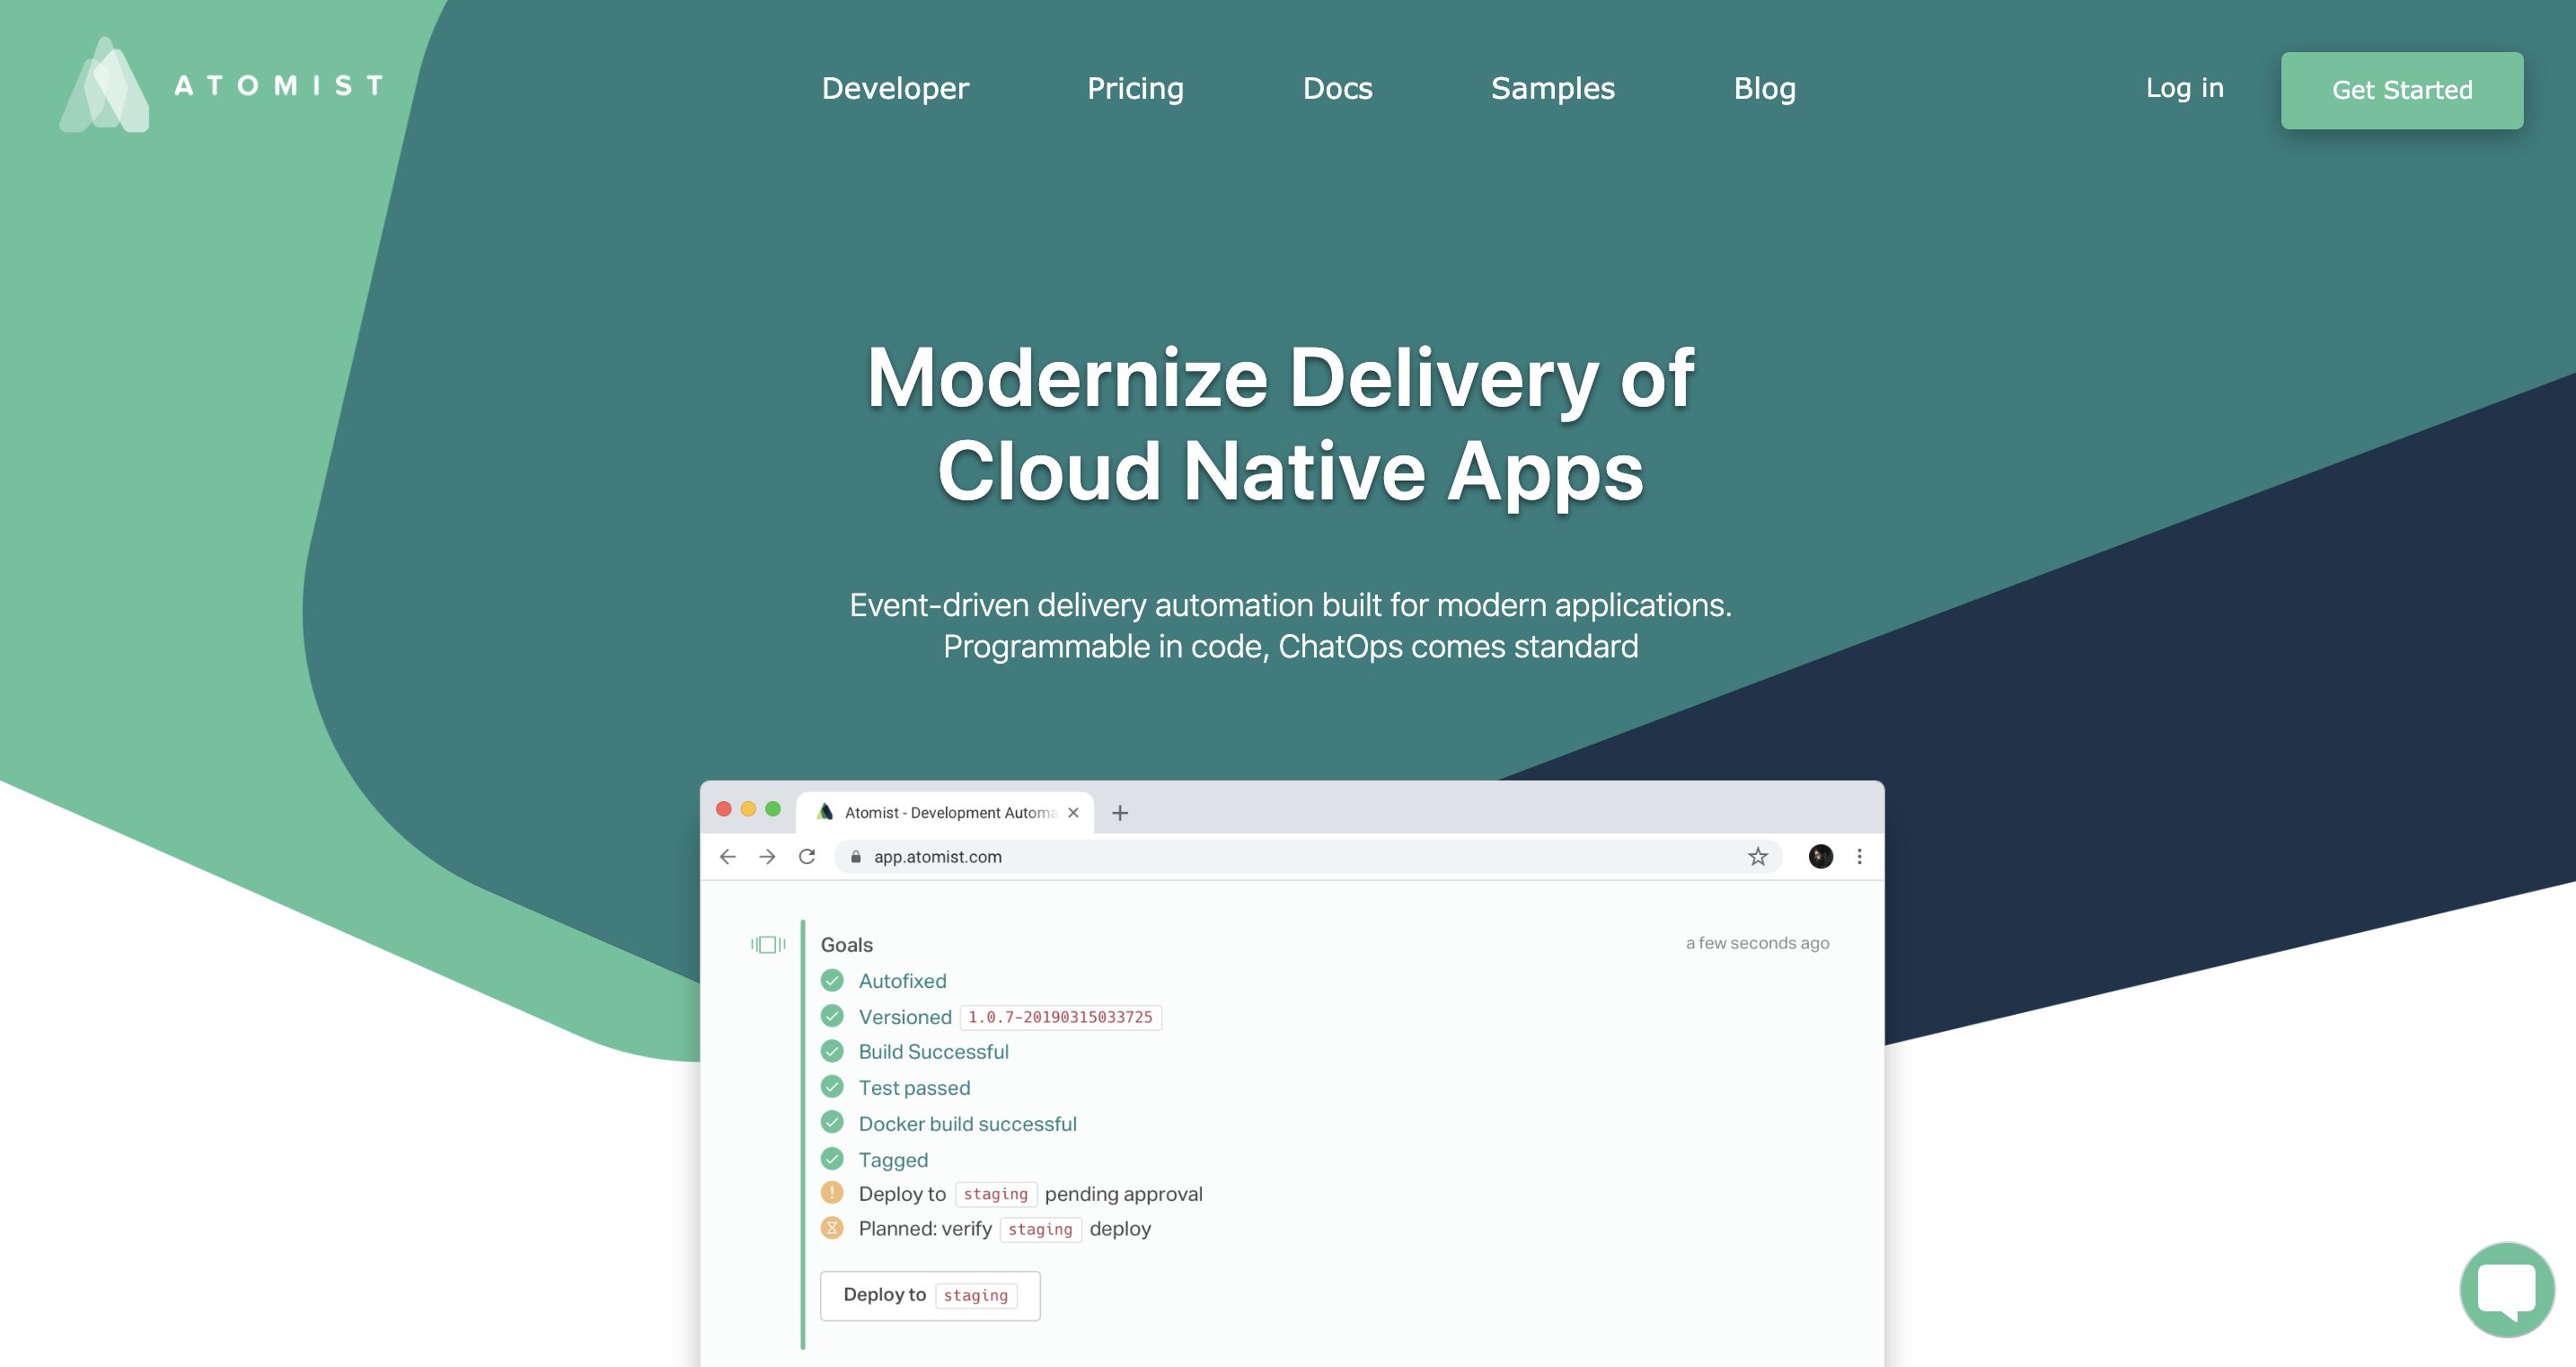 ATOMIST
Developer Pricing Docs Samples Blog Log in Get Started
Modernize Delivery of
Cloud Native Apps
Event-driven delivery automation built for modern applications.
Programmable in code, ChatOps comes standard
Atomist - Development Automa
app.atomist.com
Goals a few seconds ago
Autofixed
Versioned 1.0.7-20190315033725
Build Successful
Test passed
Docker build successful
Tagged
Deploy to staging pending approval
Planned: verify staging deploy
Deploy to staging